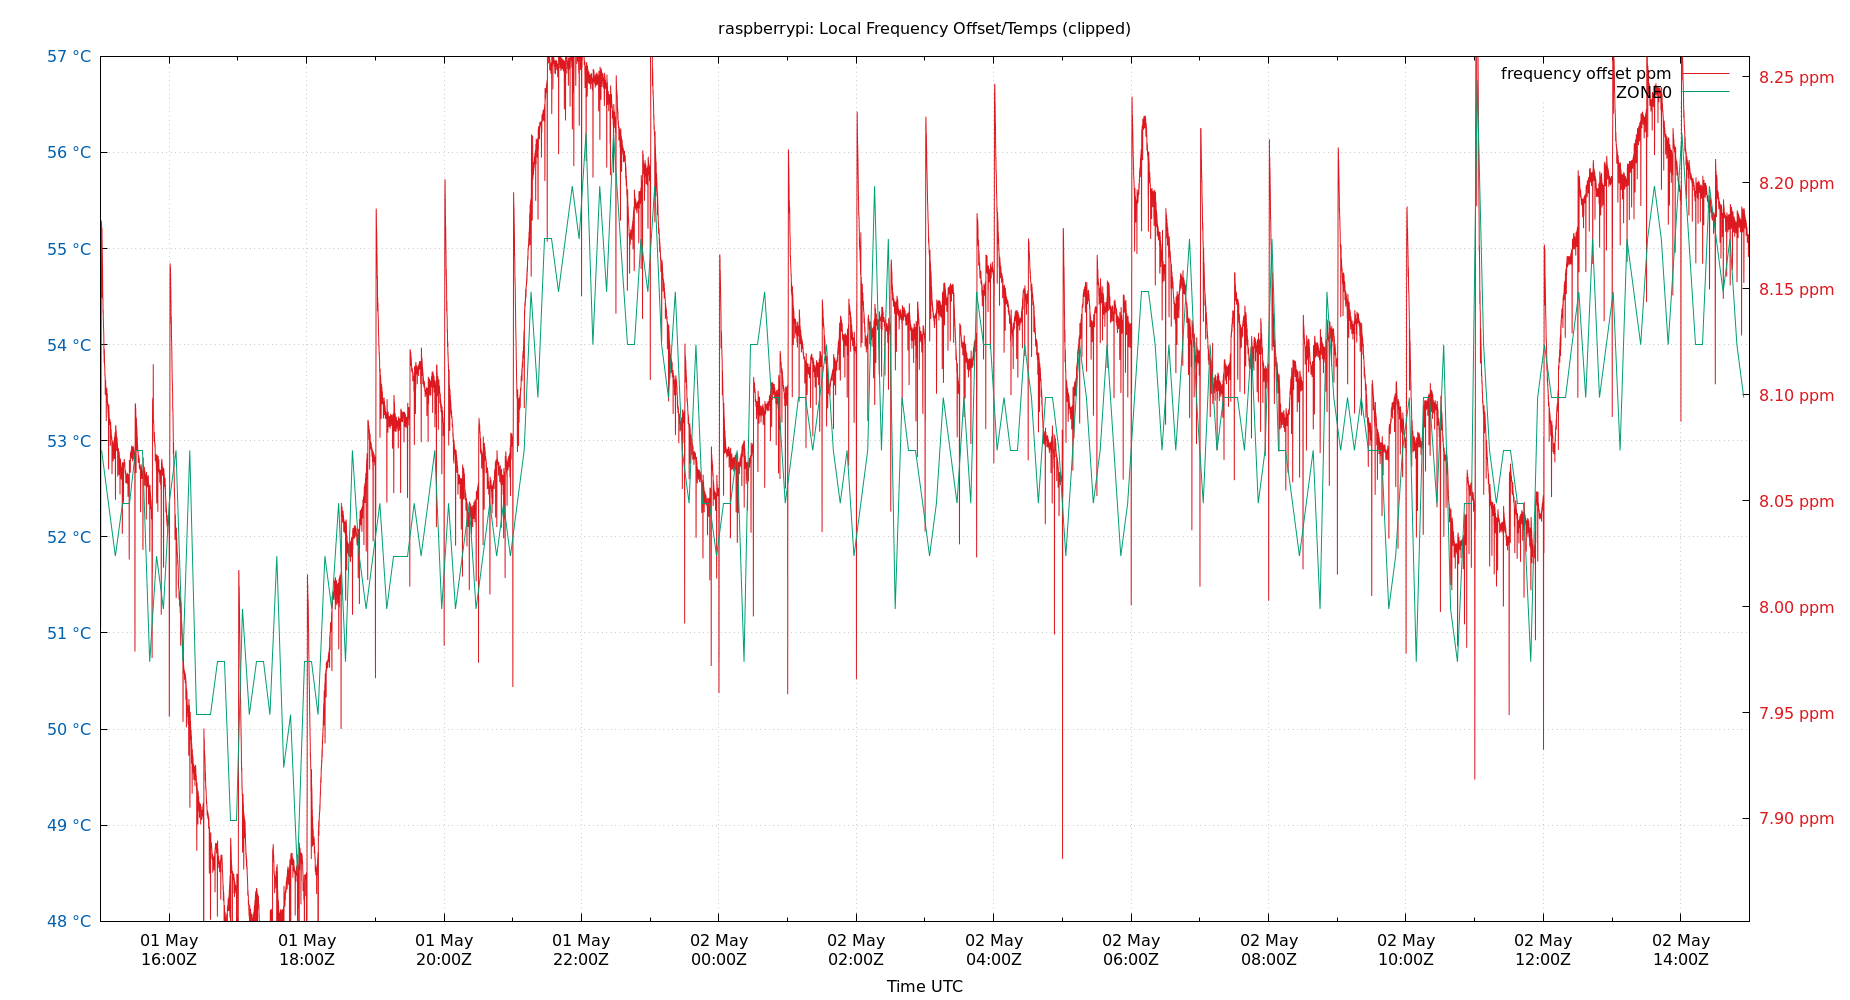 raspberrypi: Local Frequency Offset/Temps (clipped)
57 °C
56 °C
55 °C
54 °C
53 °C
52 °C
51 °C
50 °C
49 °C
48 °C
frequency offset ppm
ZONE0
8.25 ppm
8.20 ppm
8.15 ppm
8.10 ppm
8.05 ppm
8.00 ppm
7.95 ppm
7.90 ppm
01 May
16:00Z
01 May
18:00Z
01 May
20:00Z
01 May
22:00Z
02 May
00:00Z
02 May
02:00Z
02 May
04:00Z
02 May
06:00Z
02 May
08:00Z
02 May
10:00Z
02 May
12:00Z
02 May
14:00Z
Time UTC